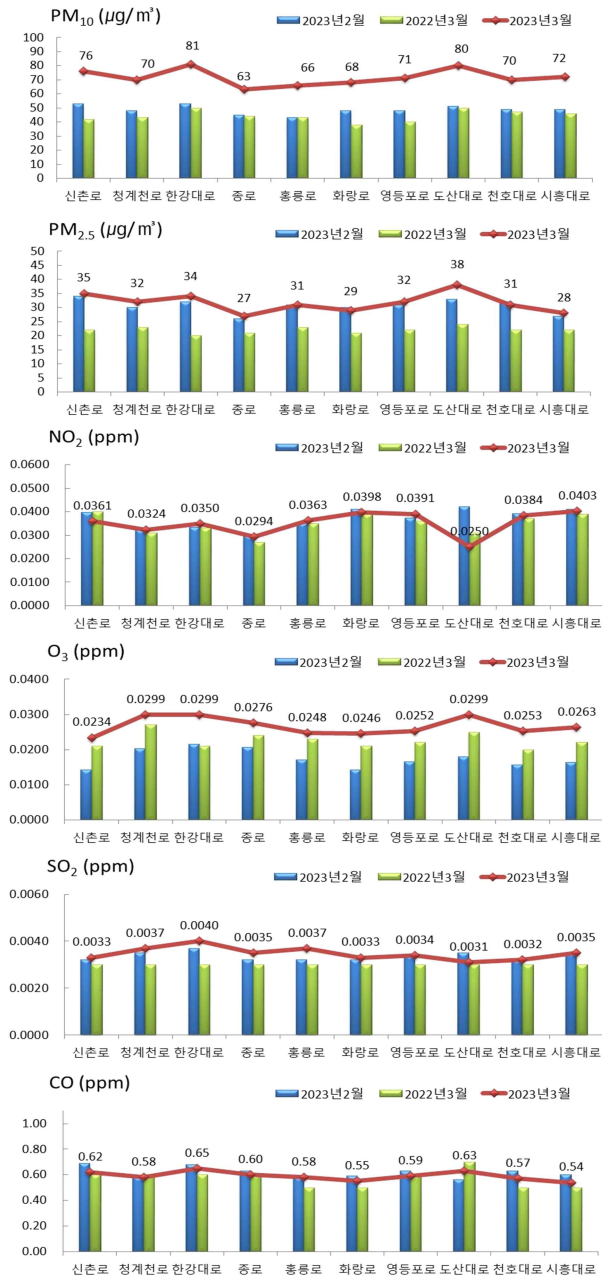 PM10 (μg/㎥)
2023년2월 2022년3월 2023년3월
100
90
80
70
60
50
40
30
20
10
0
76 70 81 63 66 68 71 80 70 72
신촌로 청계천로 한강대로 종로 홍릉로 화랑로 영등포로 도산대로 천호대로 시흥대로
PM2.5 (μg/㎥)
2023년2월 2022년3월 2023년3월
50
45
40
35
30
25
20
15
10
5
0
35 32 34 27 31 29 32 38 31 28
신촌로 청계천로 한강대로 종로 홍릉로 화랑로 영등포로 도산대로 천호대로 시흥대로
NO2 (ppm)
2023년2월 2022년3월 2023년3월
0.0600
0.0500
0.0400
0.0300
0.0200
0.0100
0.0000
0.0361 0.0324 0.0350 0.0294 0.0363 0.0398 0.0391 0.0250 0.0384 0.0403
신촌로 청계천로 한강대로 종로 홍릉로 화랑로 영등포로 도산대로 천호대로 시흥대로
O3 (ppm)
2023년2월 2022년3월 2023년3월
0.0400
0.0300
0.0200
0.0100
0.0000
0.0234 0.0299 0.0299 0.0276 0.0248 0.0246 0.0252 0.0299 0.0253 0.0263
신촌로 청계천로 한강대로 종로 홍릉로 화랑로 영등포로 도산대로 천호대로 시흥대로
SO2 (ppm)
2023년2월 2022년3월 2023년3월
0.0060
0.0040
0.0020
0.0000
0.0033 0.0037 0.0040 0.0035 0.0037 0.0033 0.0034 0.0031 0.0032 0.0035
신촌로 청계천로 한강대로 종로 홍릉로 화랑로 영등포로 도산대로 천호대로 시흥대로
CO (ppm)
2023년2월 2022년3월 2023년3월
1.00
0.80
0.60
0.40
0.20
0.00
0.62 0.58 0.65 0.60 0.58 0.55 0.59 0.63 0.57 0.54
신촌로 청계천로 한강대로 종로 홍릉로 화랑로 영등포로 도산대로 천호대로 시흥대로